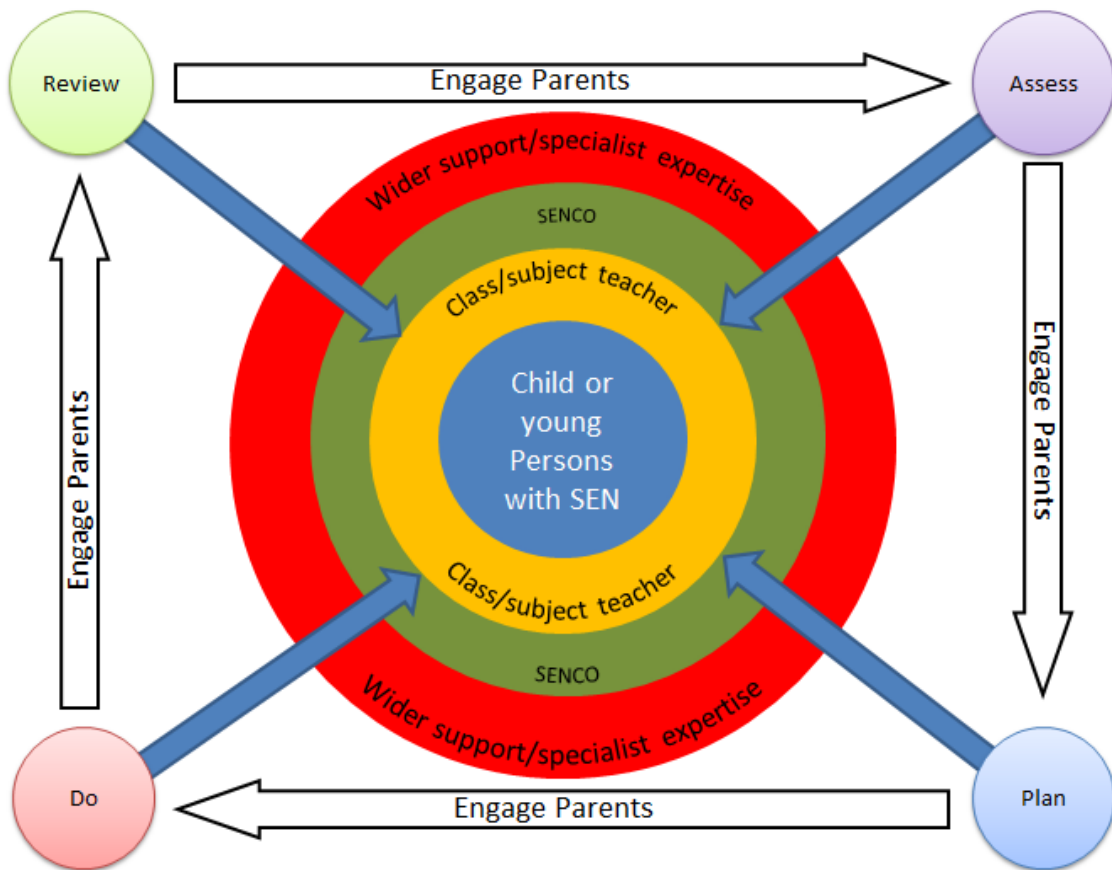 Review
Engage Parents
Assess
Wider support/specialist expertise
SENCO
Class/subject teacher
Engage Parents
Child or
young
Persons
with SEN
Engage Parents
Class/subject teacher
SENCO
Wider support/specialist expertise
Do
Engage Parents
Plan